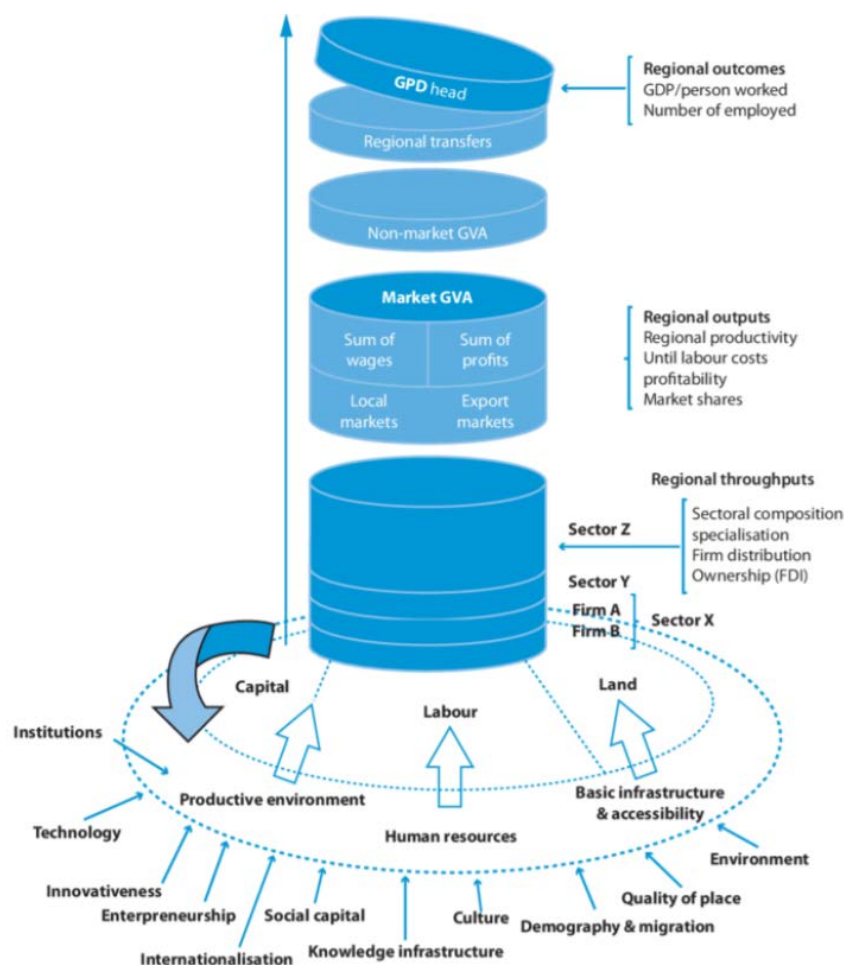 GPD head
Regional transfers
Non-market GVA
Market GVA
Sum of
wages
Sum of
profits
Local
markets
Export
markets
Regional outcomes
GDP/person worked
Number of employed
Regional outputs
Regional productivity
Until labour costs
profitability
Market shares
Regional throughputs
Sectoral composition
specialisation
Firm distribution
Ownership (FDI)
Sector Z
Sector Y
Firm A
Firm B
Sector X
Capital
Labour
Land
Institutions
Productive environment
Human resources
Basic infrastructure
& accessibility
Technology
Innovativeness
Enterpreneurship
Internationalisation
Social capital
Knowledge infrastructure
Culture
Demography & migration
Quality of place
Environment